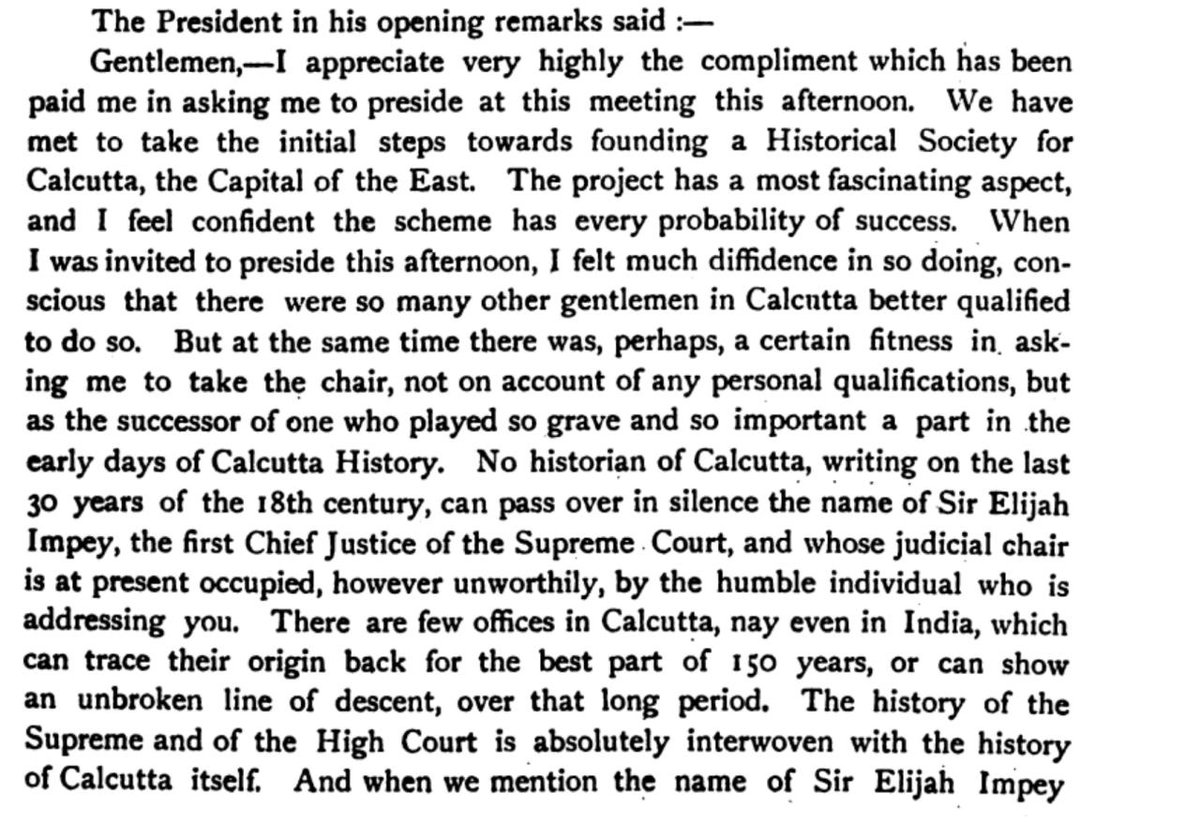 The President in his opening remarks said :—
Gentlemen,—I appreciate very highly the compliment which has been
paid me in asking me to preside at this meeting this afternoon. We have
met to take the initial steps towards founding a Historical Society for
Calcutta, the Capital of the East. The project has a most fascinating aspect,
and I feel confident the scheme has every probability of success. When
I was invited to preside this afternoon, I felt much diffidence in so doing, con-
scious that there were so many other gentlemen in Calcutta better qualified
to do so. But at the same time there was, perhaps, a certain fitness in ask-
ing me to take the chair, not on account of any personal qualifications, but
as the successor of one who played so grave and so important a part in the
early days of Calcutta History. No historian of Calcutta, writing on the last
30 years of the 18th century, can pass over in silence the name of Sir Elijah
Impey, the first Chief Justice of the Supreme Court, and whose judicial chair
is at present occupied, however unworthily, by the humble individual who is
addressing you. There are few offices in Calcutta, nay even in India, which
can trace their origin back for the best part of 150 years, or can show
an unbroken line of descent, over that long period. The history of the
Supreme and of the High Court is absolutely interwoven with the history
of Calcutta itself. And when we mention the name of Sir Elijah Impey